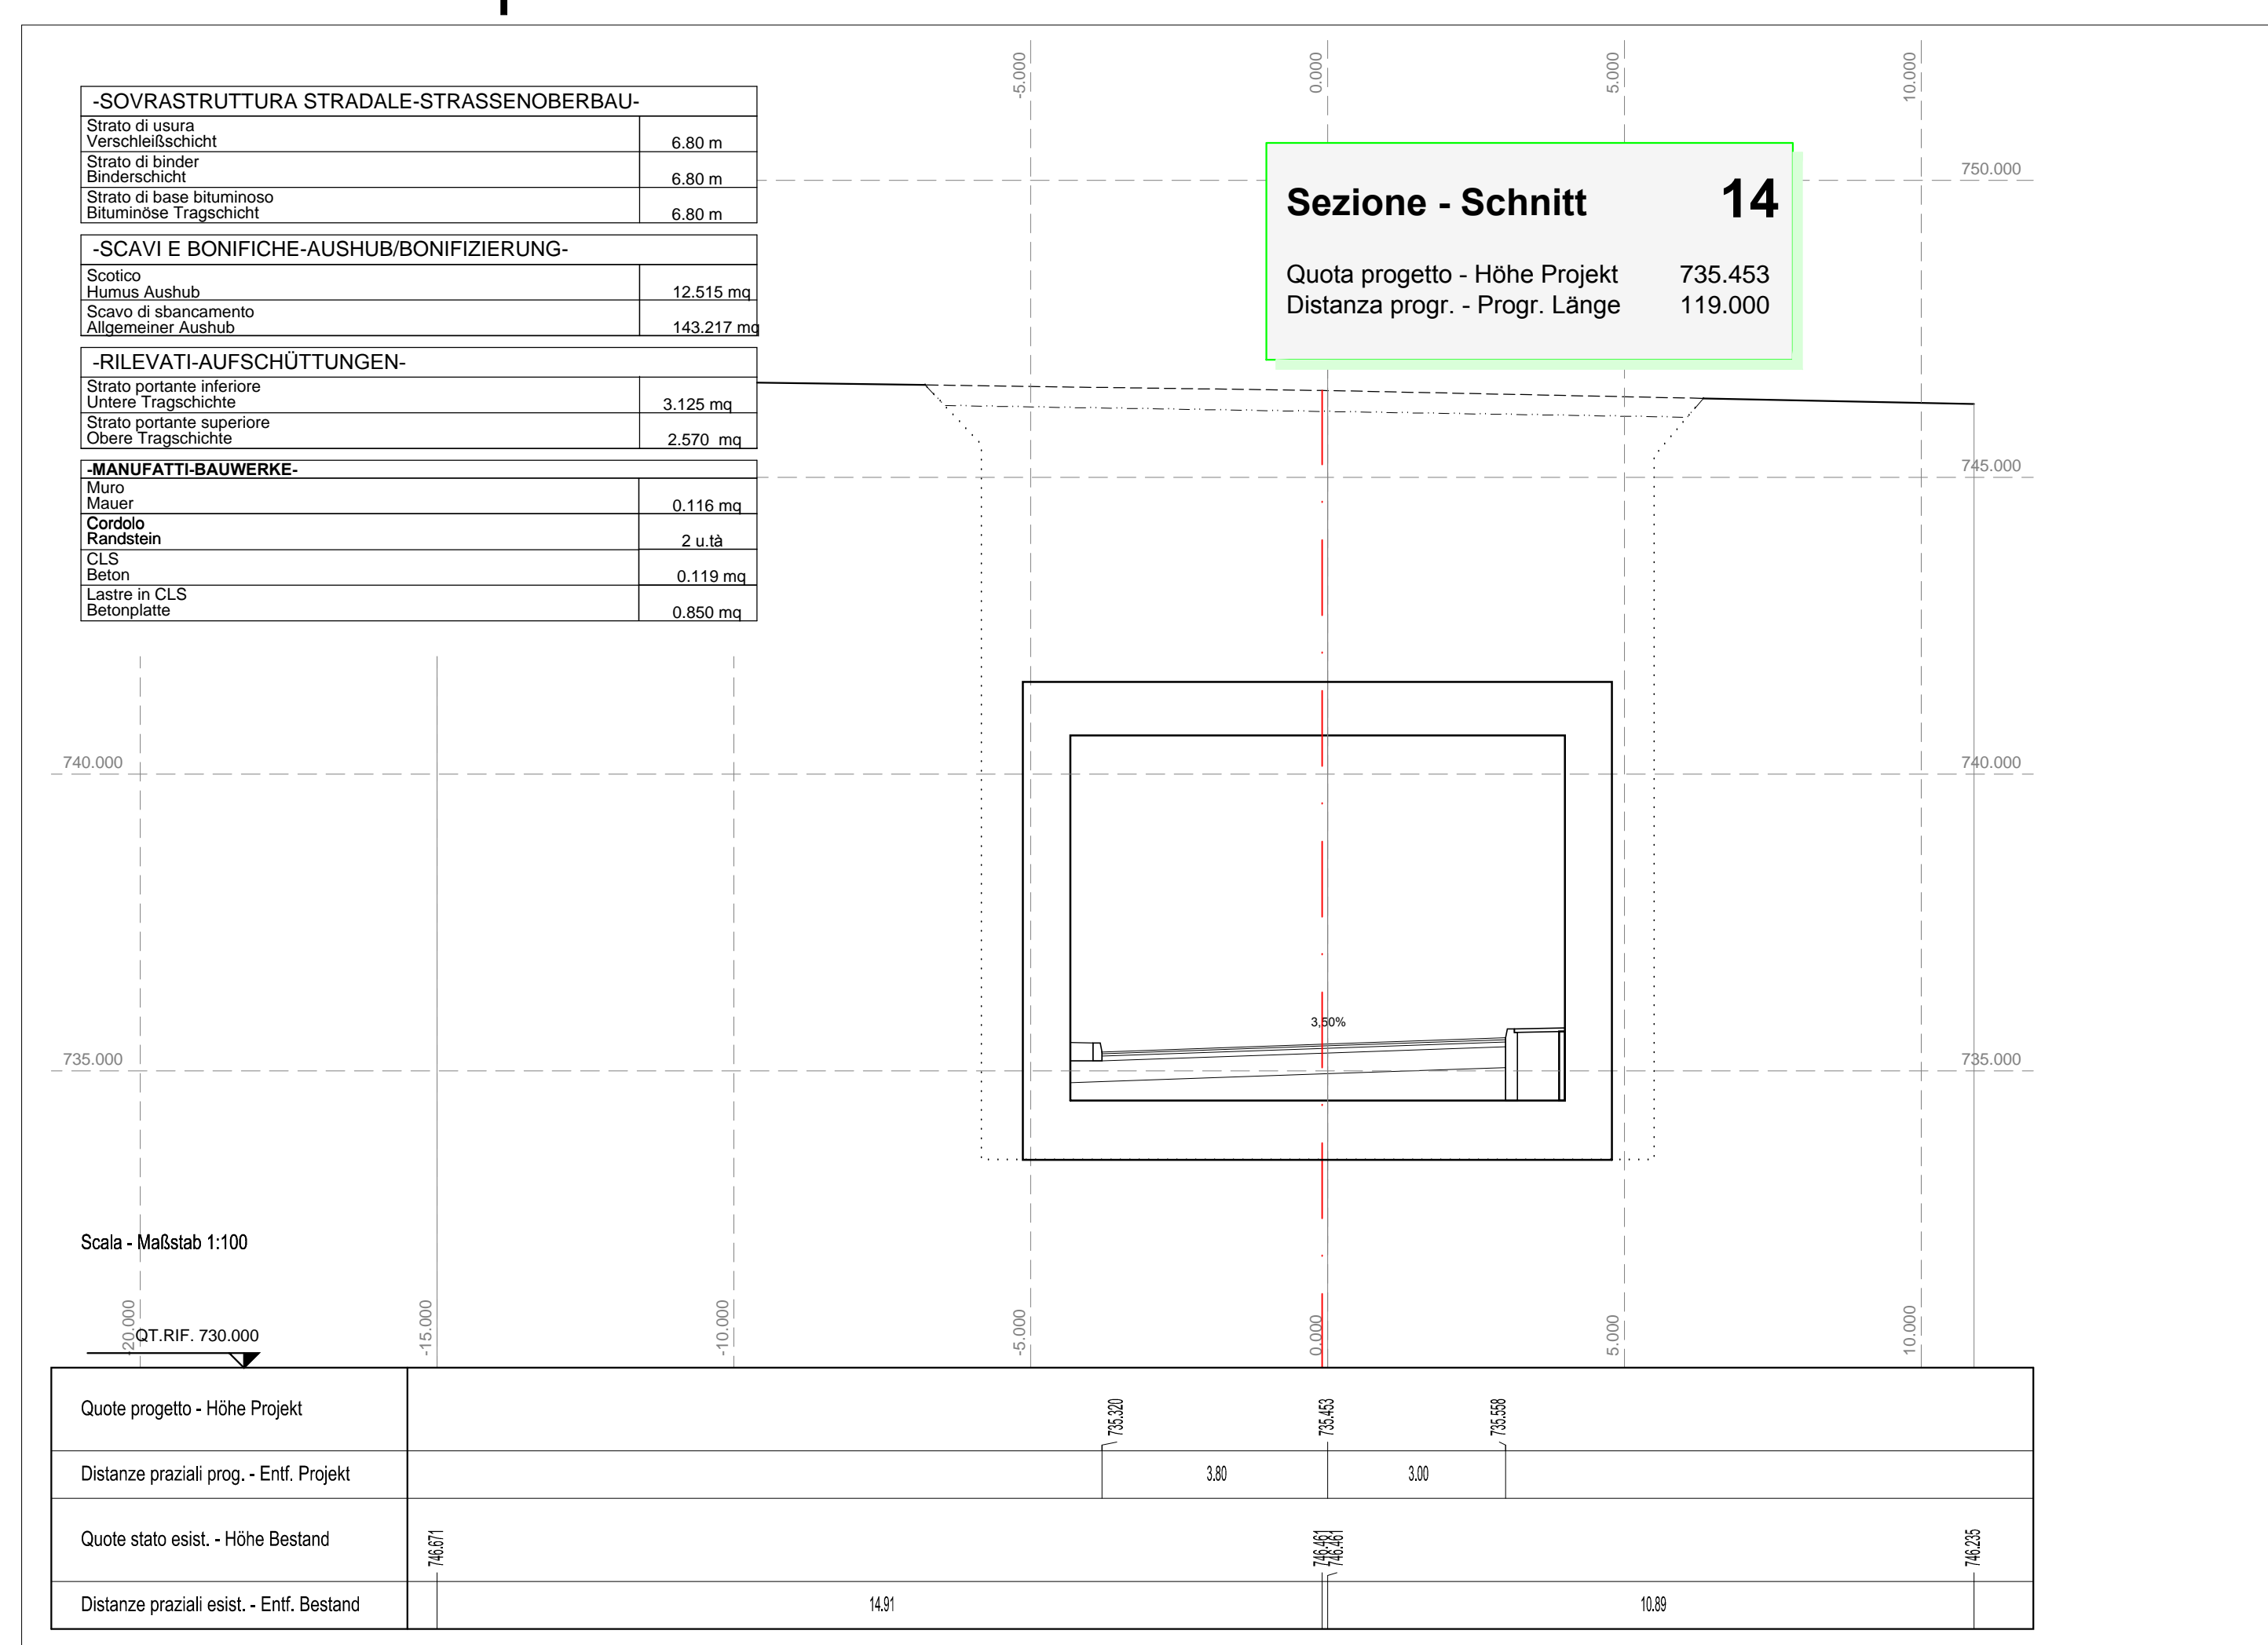 -5.000
0.000
5.000
10.000
-SOVRASTRUTTURA STRADALE-STRASSENOBERBAU-
Strato di usura
Verschleißschicht 6.80 m
Strato di binder
Binderschicht 6.80 m
Strato di base bituminoso
Bituminöse Tragschicht 6.80 m
-SCAVI E BONIFICHE-AUSHUB/BONIFIZIERUNG-
Scotico
Humus Aushub 12.515 mq
Scavo di sbancamento
Allgemeiner Aushub 143.217 mq
-RILEVATI-AUFSCHÜTTUNGEN-
Strato portante inferiore
Untere Tragschichte 3.125 mq
Strato portante superiore
Obere Tragschichte 2.570 mq
-MANUFATTI-BAUWERKE-
Muro
Mauer 0.116 mq
Cordolo
Randstein 2 u.tà
CLS
Beton 0.119 mq
Lastre in CLS
Betonplatte 0.850 mq
Sezione - Schnitt 14
Quota progetto - Höhe Projekt 735.453
Distanza progr. - Progr. Länge 119.000
750.000
745.000
740.000 740.000
3,50%
735.000 735.000
Scala - Maßstab 1:100
QT.RIF. 730.000
-20.000
-15.000
-10.000
-5.000
0.000
5.000
10.000
Quote progetto - Höhe Projekt 735.320 735.453 735.558
Distanze praziali prog. - Entf. Projekt 3.80 3.00
Quote stato esist. - Höhe Bestand 746.671 746.461 746.461 746.235
Distanze praziali esist. - Entf. Bestand 14.91 10.89